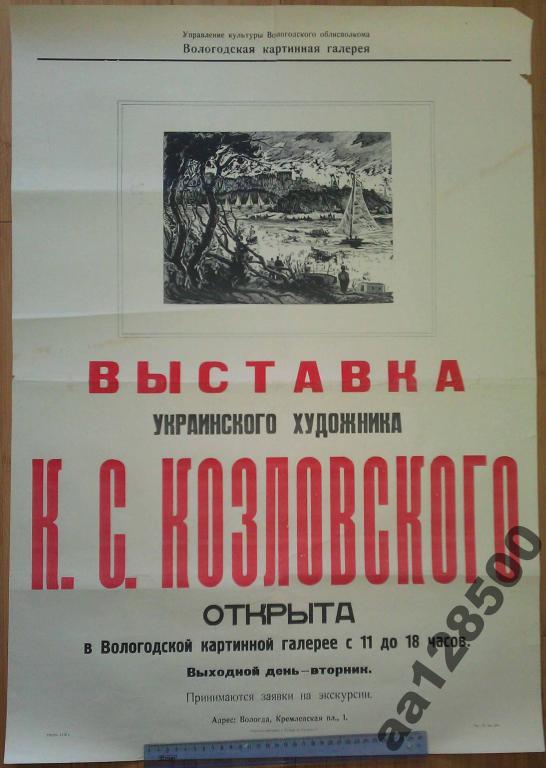 Управление культуры Вологодского облисполкома
Вологодская картинная галерея
ВЫСТАВКА
УКРАИНСКОГО ХУДОЖНИКА
К. С. КОЗЛОВСКОГО
ОТКРЫТА
в Вологодской картинной галерее с 11 до 18 часов.
Выходной день—вторник.
Принимаются заявки на экскурсии.
Адрес: Вологда, Кремлевская пл., 1.
aa128500